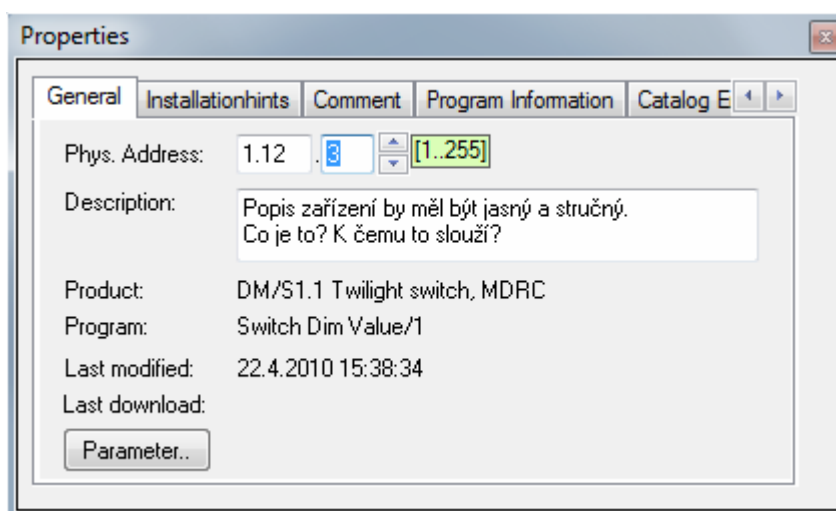 Properties
General Installationhints Comment Program Information Catalog E
Phys. Address: 1.12 . 3 [1..255]
Description: Popis zařízení by měl být jasný a stručný.
Co je to? K čemu to slouží?
Product: DM/S1.1 Twilight switch, MDRC
Program: Switch Dim Value/1
Last modified: 22.4.2010 15:38:34
Last download:
Parameter..